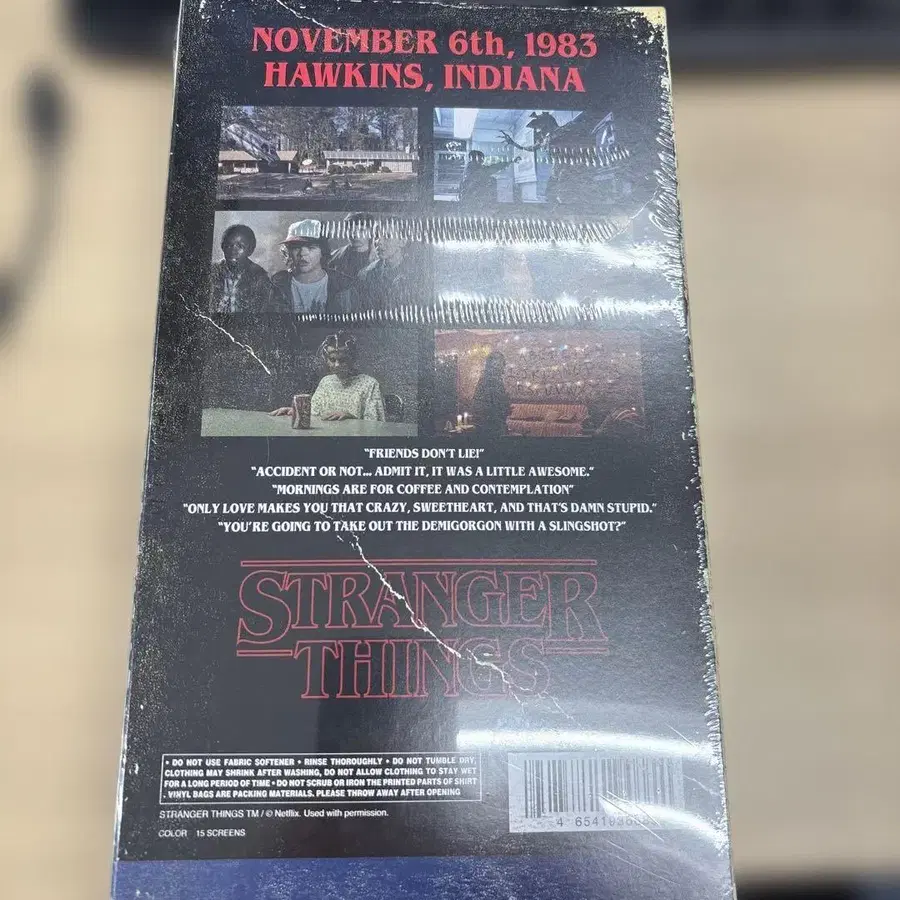 NOVEMBER 6th, 1983
HAWKINS, INDIANA
"FRIENDS DON'T LIE!"
"ACCIDENT OR NOT... ADMIT IT, IT WAS A LITTLE AWESOME."
"MORNINGS ARE FOR COFFEE AND CONTEMPLATION"
"ONLY LOVE MAKES YOU THAT CRAZY, SWEETHEART, AND THAT'S DAMN STUPID."
"YOU'RE GOING TO TAKE OUT THE DEMIGORGON WITH A SLINGSHOT?"
STRANGER
THINGS
• DO NOT USE FABRIC SOFTENER • RINSE THOROUGHLY • DO NOT TUMBLE DRY,
CLOTHING MAY SHRINK AFTER WASHING, DO NOT ALLOW CLOTHING TO STAY WET
FOR A LONG PERIOD OF TIME • DO NOT SCRUB OR IRON THE PRINTED PARTS OF SHIRT
• VINYL BAGS ARE PACKING MATERIALS. PLEASE THROW AWAY AFTER OPENING
STRANGER THINGS TM / © Netflix. Used with permission.
COLOR 15 SCREENS